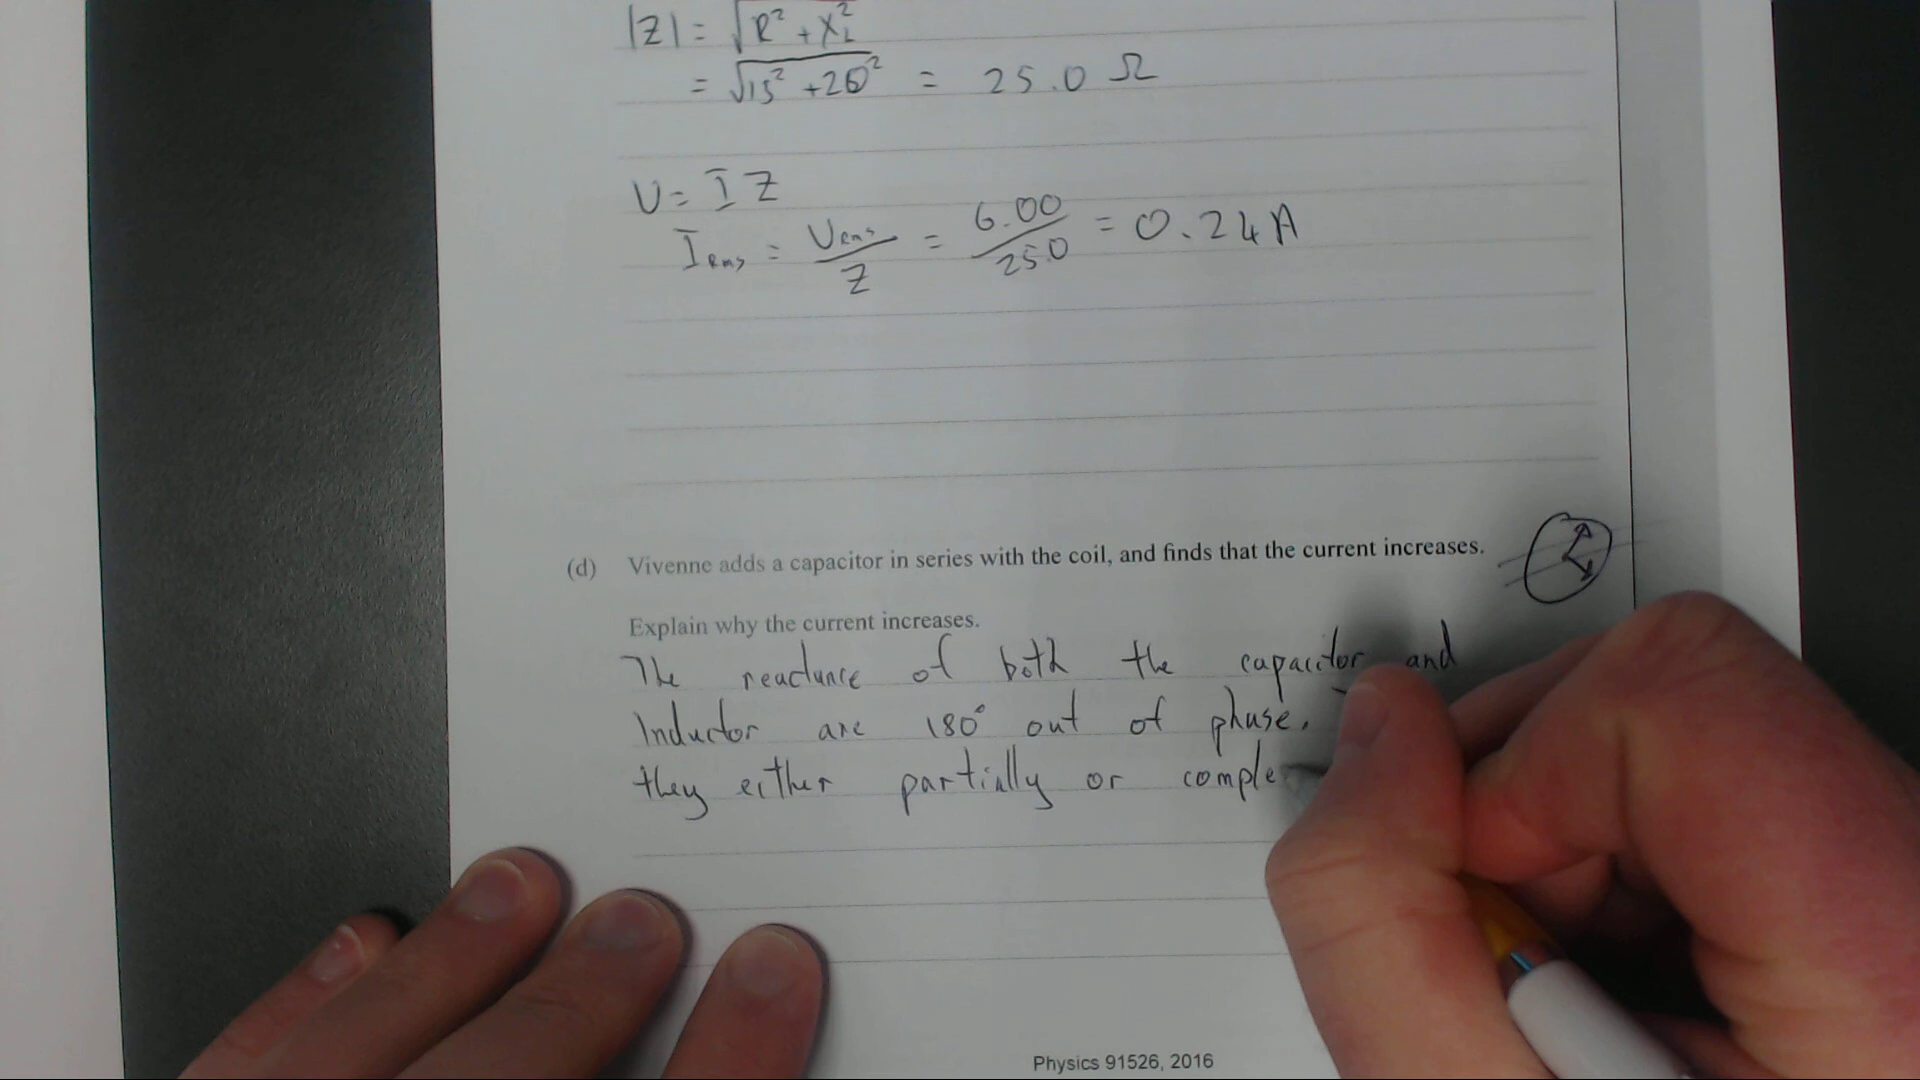 |Z| = √R² + X_L²
= √15² + 20² = 25.0 Ω
V = I Z
I_RMS = V_RMS / Z = 6.00 / 25.0 = 0.24 A
(d) Vivenne adds a capacitor in series with the coil, and finds that the current increases.
Explain why the current increases.
The reactance of both the capacitor and
Inductor are 180° out of phase.
they either partially or comple
Physics 91526, 2016